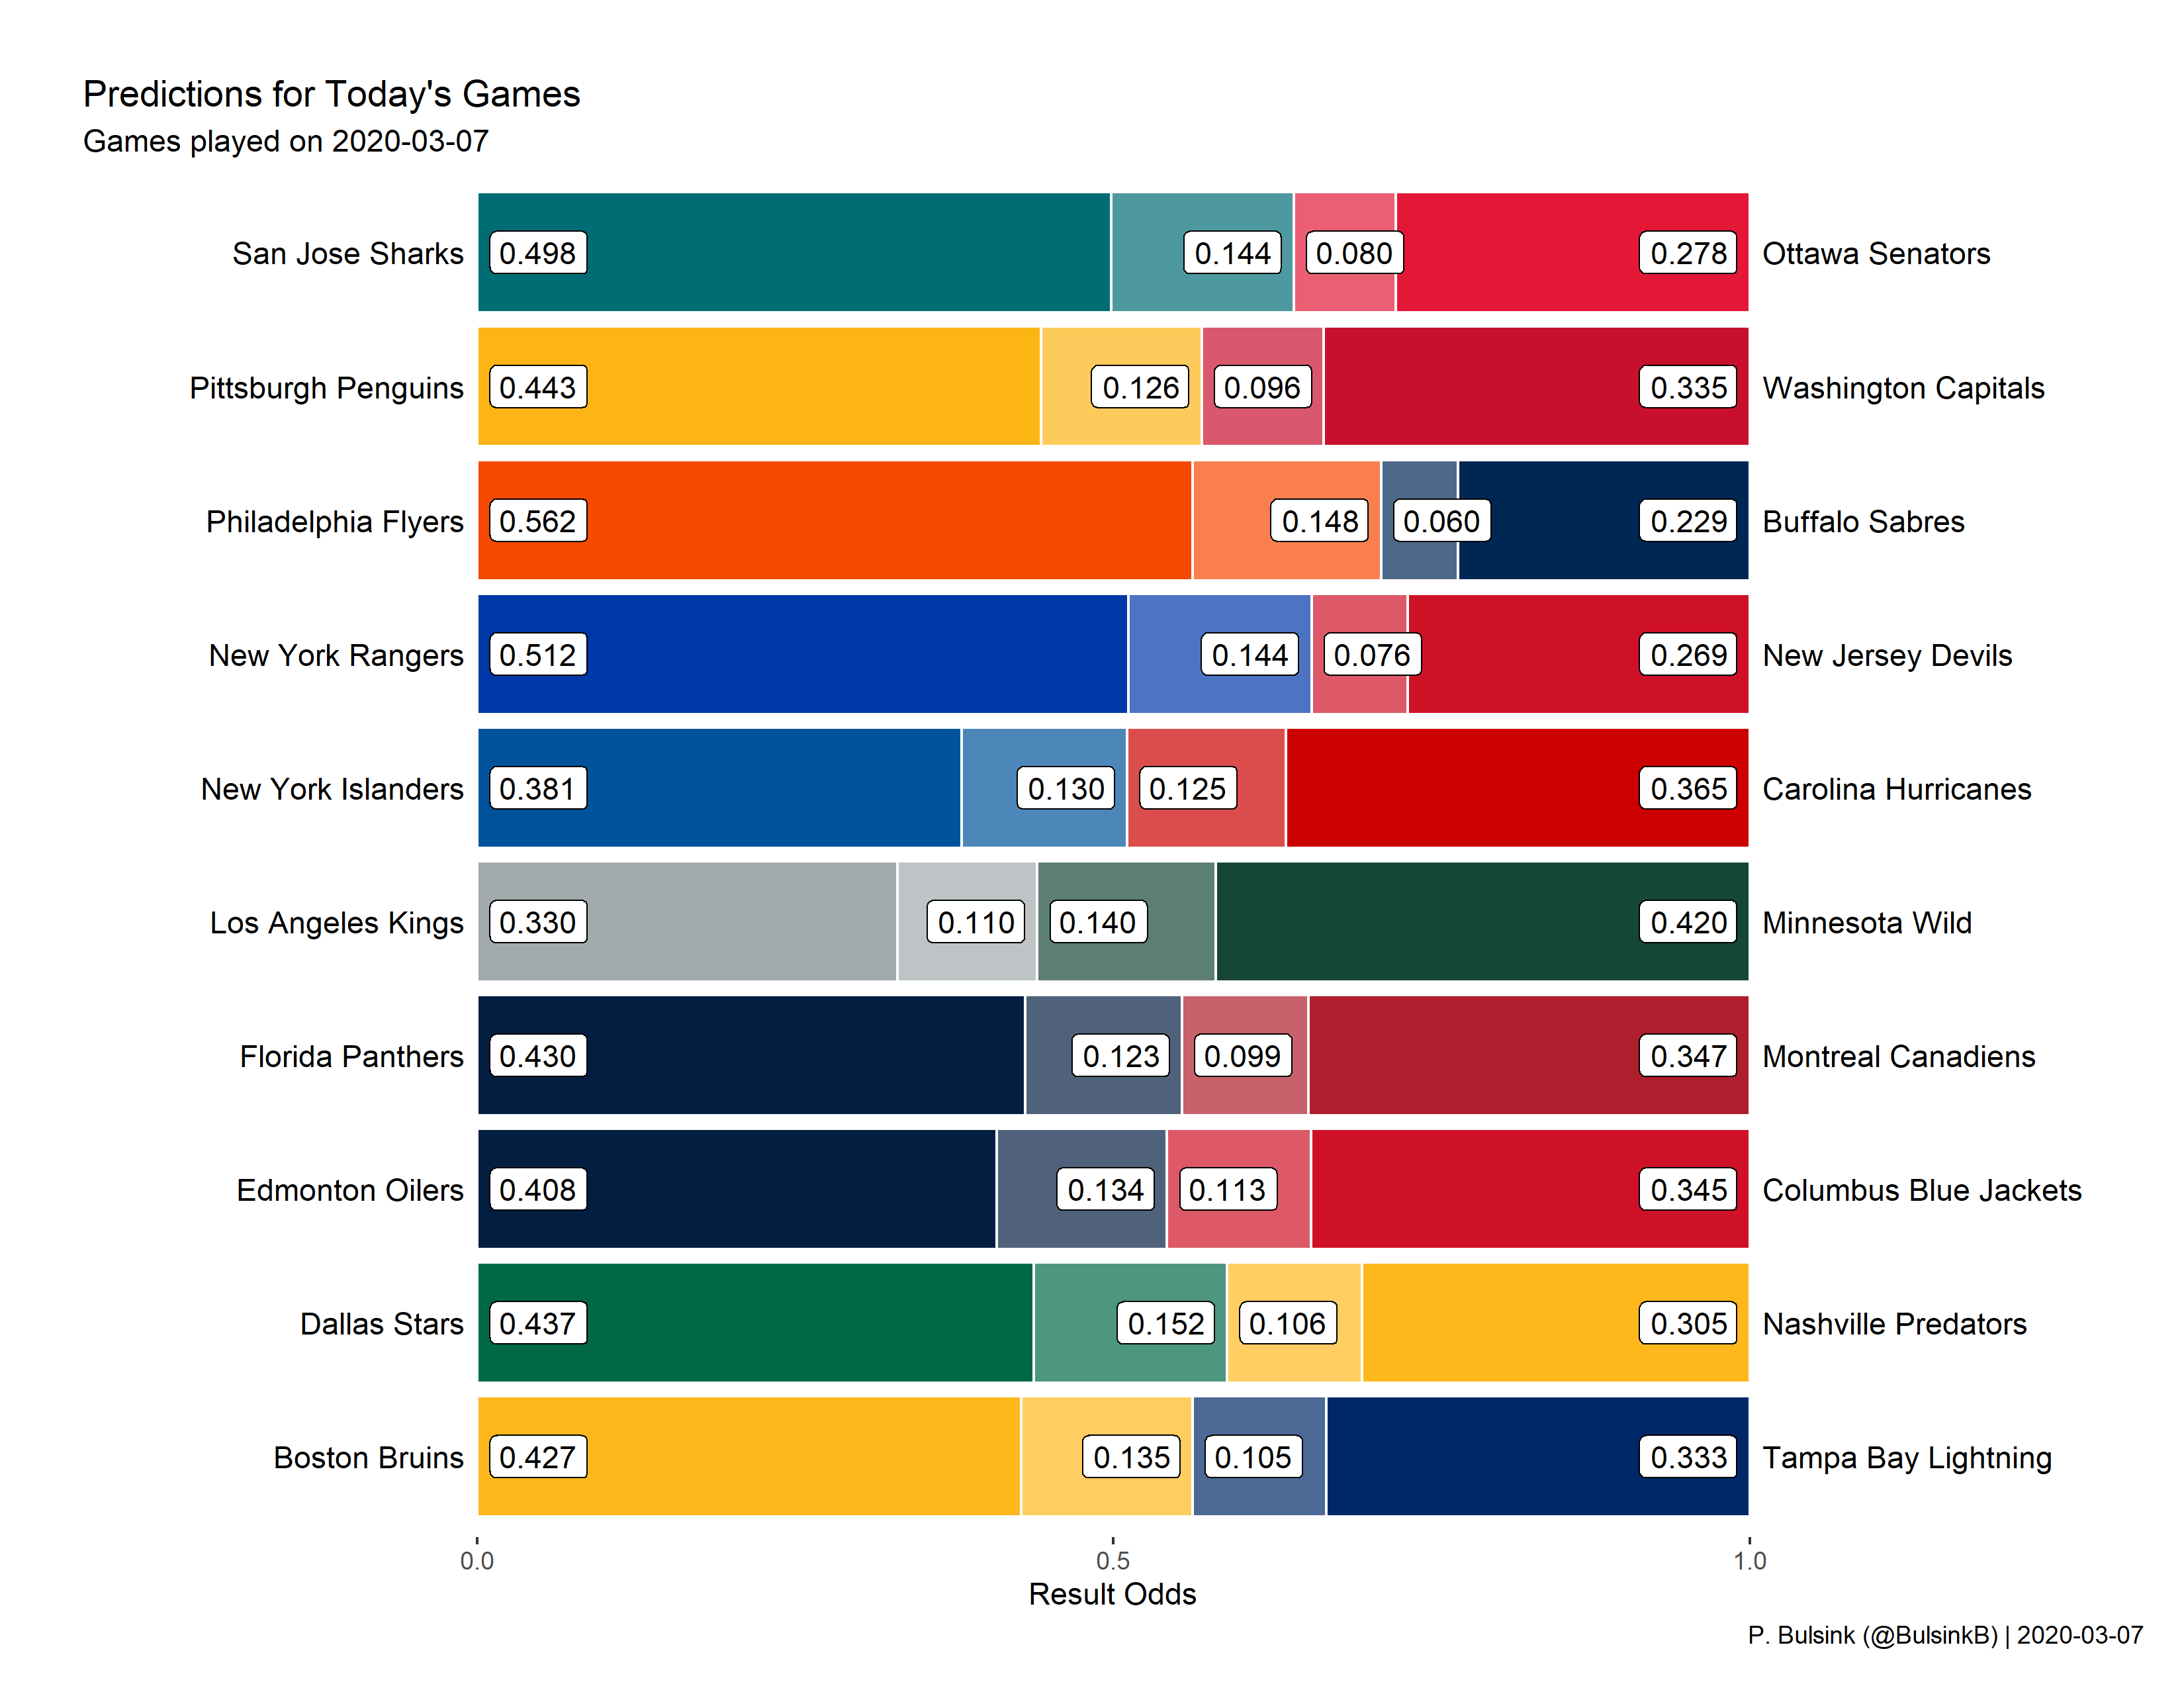 Predictions for Today's Games
Games played on 2020-03-07
San Jose Sharks 0.498 0.144 0.080 0.278 Ottawa Senators
Pittsburgh Penguins 0.443 0.126 0.096 0.335 Washington Capitals
Philadelphia Flyers 0.562 0.148 0.060 0.229 Buffalo Sabres
New York Rangers 0.512 0.144 0.076 0.269 New Jersey Devils
New York Islanders 0.381 0.130 0.125 0.365 Carolina Hurricanes
Los Angeles Kings 0.330 0.110 0.140 0.420 Minnesota Wild
Florida Panthers 0.430 0.123 0.099 0.347 Montreal Canadiens
Edmonton Oilers 0.408 0.134 0.113 0.345 Columbus Blue Jackets
Dallas Stars 0.437 0.152 0.106 0.305 Nashville Predators
Boston Bruins 0.427 0.135 0.105 0.333 Tampa Bay Lightning
0.0 0.5 1.0
Result Odds
P. Bulsink (@BulsinkB) | 2020-03-07